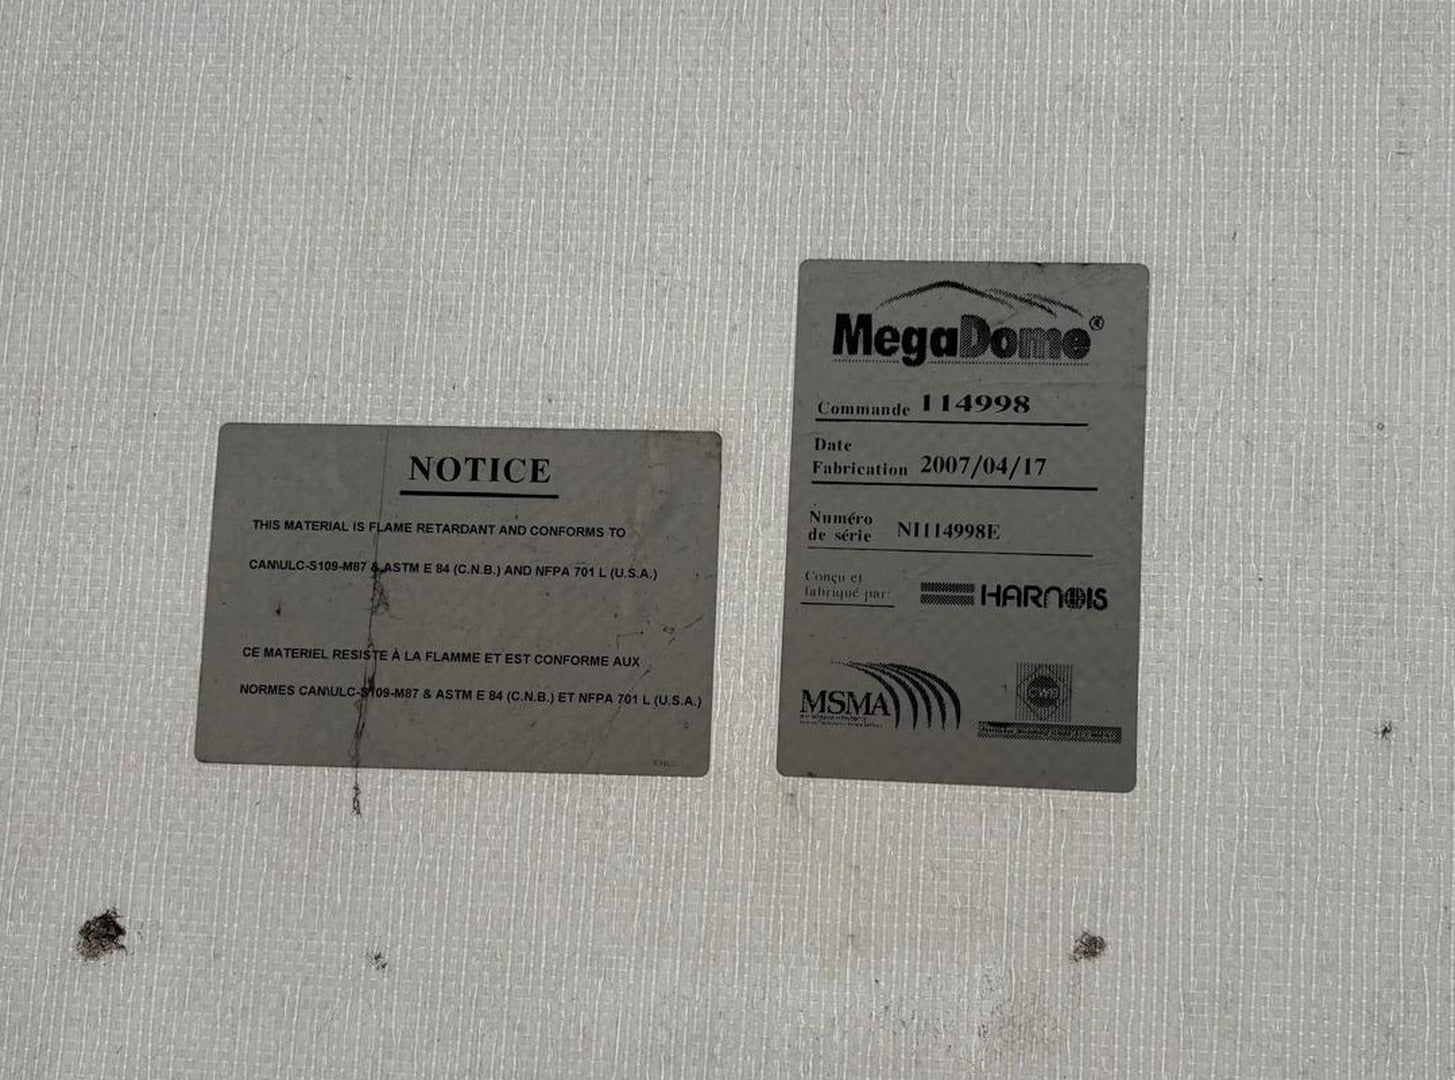 NOTICE
THIS MATERIAL IS FLAME RETARDANT AND CONFORMS TO
CAN\ULC-S109-M87 & ASTM E 84 (C.N.B.) AND NFPA 701 L (U.S.A.)
CE MATERIEL RESISTE À LA FLAMME ET EST CONFORME AUX
NORMES CAN\ULC-S109-M87 & ASTM E 84 (C.N.B.) ET NFPA 701 L (U.S.A.)
MegaDome®
Commande 114998
Date
Fabrication 2007/04/17
Numéro
de série NI114998E
Conçu et
fabriqué par:
HARNOIS
MSMA
CWB